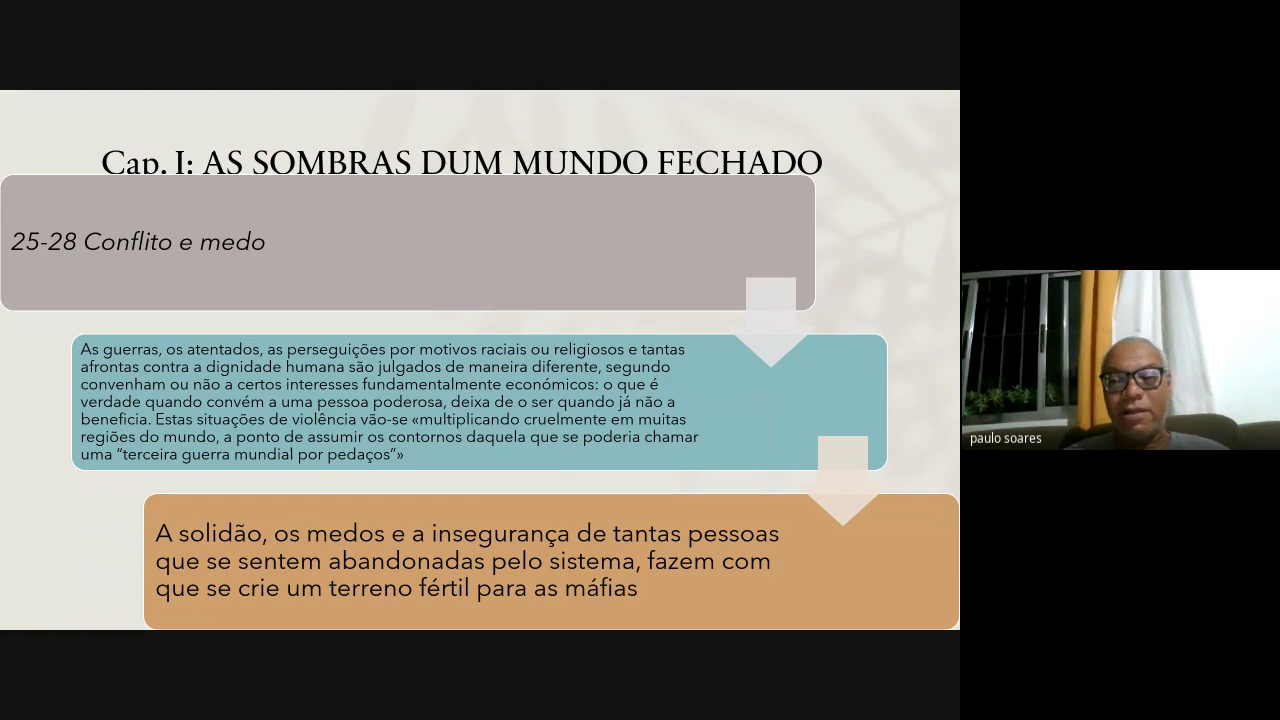 Cap. I: AS SOMBRAS DUM MUNDO FECHADO
25-28 Conflito e medo
As guerras, os atentados, as perseguições por motivos raciais ou religiosos e tantas
afrontas contra a dignidade humana são julgados de maneira diferente, segundo
convenham ou não a certos interesses fundamentalmente económicos: o que é
verdade quando convém a uma pessoa poderosa, deixa de o ser quando já não a
beneficia. Estas situações de violência vão-se «multiplicando cruelmente em muitas
regiões do mundo, a ponto de assumir os contornos daquela que se poderia chamar
uma “terceira guerra mundial por pedaços”»
A solidão, os medos e a insegurança de tantas pessoas
que se sentem abandonadas pelo sistema, fazem com
que se crie um terreno fértil para as máfias
paulo soares